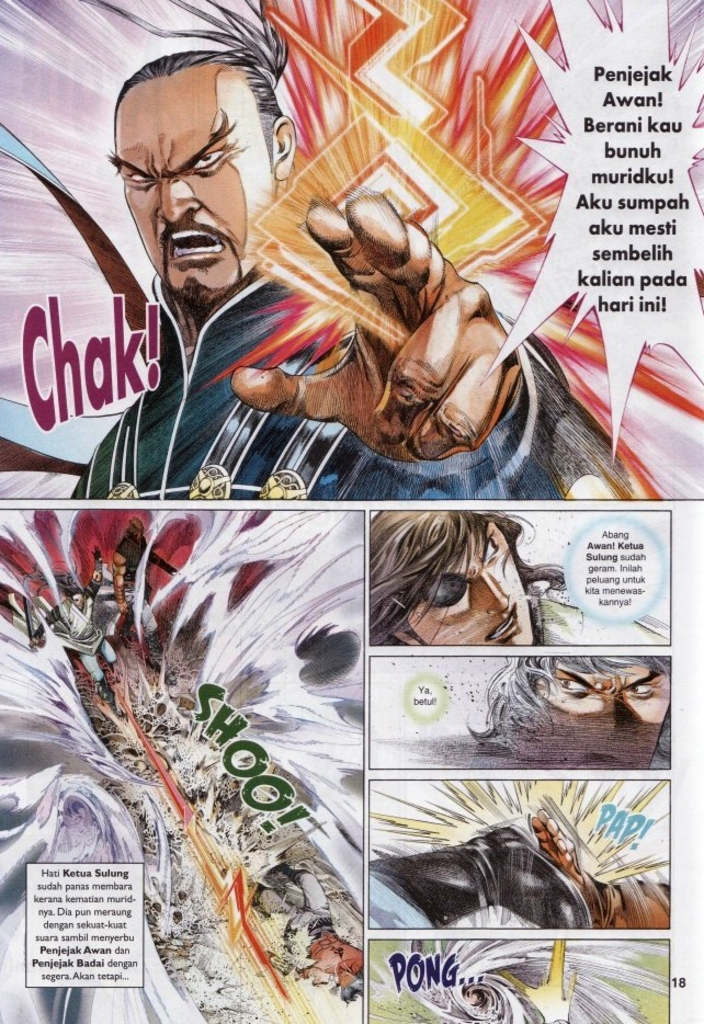 Penjejak
Awan!
Berani kau
bunuh
muridku!
Aku sumpah
aku mesti
sembelih
kalian pada
hari ini!
Chak!
SHOO!
Hati Ketua Sulung
sudah panas membara
kerana kematian murid-
nya. Dia pun meraung
dengan sekuat-kuat
suara sambil menyerbu
Penjejak Awan dan
Penjejak Badai dengan
segera. Akan tetapi...
Abang
Awan! Ketua
Sulung sudah
geram. Inilah
peluang untuk
kita menewas-
kannya!
Ya,
betul!
PAP!
PONG...
18